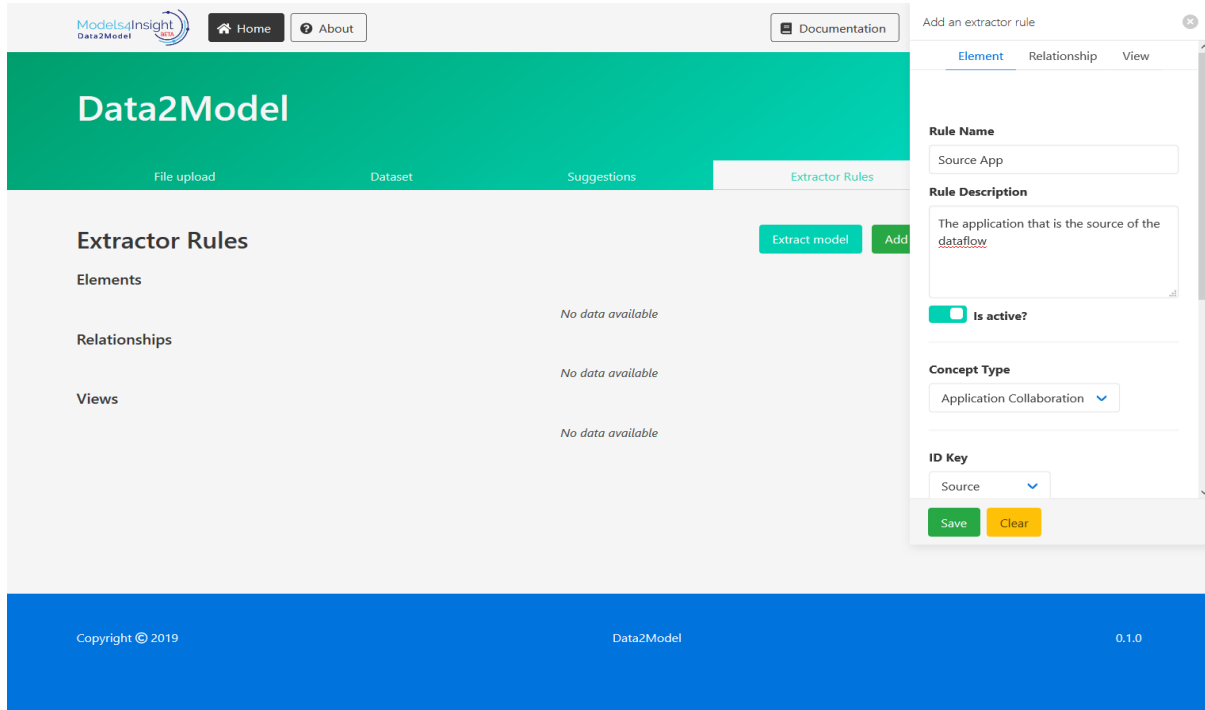 Models4Insight
Data2Model
BETA
Home
About
Documentation
Data2Model
File upload
Dataset
Suggestions
Extractor Rules
Extractor Rules
Extract model
Add
Elements
No data available
Relationships
No data available
Views
No data available
Add an extractor rule
Element
Relationship
View
Rule Name
Source App
Rule Description
The application that is the source of the
dataflow
Is active?
Concept Type
Application Collaboration
ID Key
Source
Save
Clear
Copyright © 2019
Data2Model
0.1.0